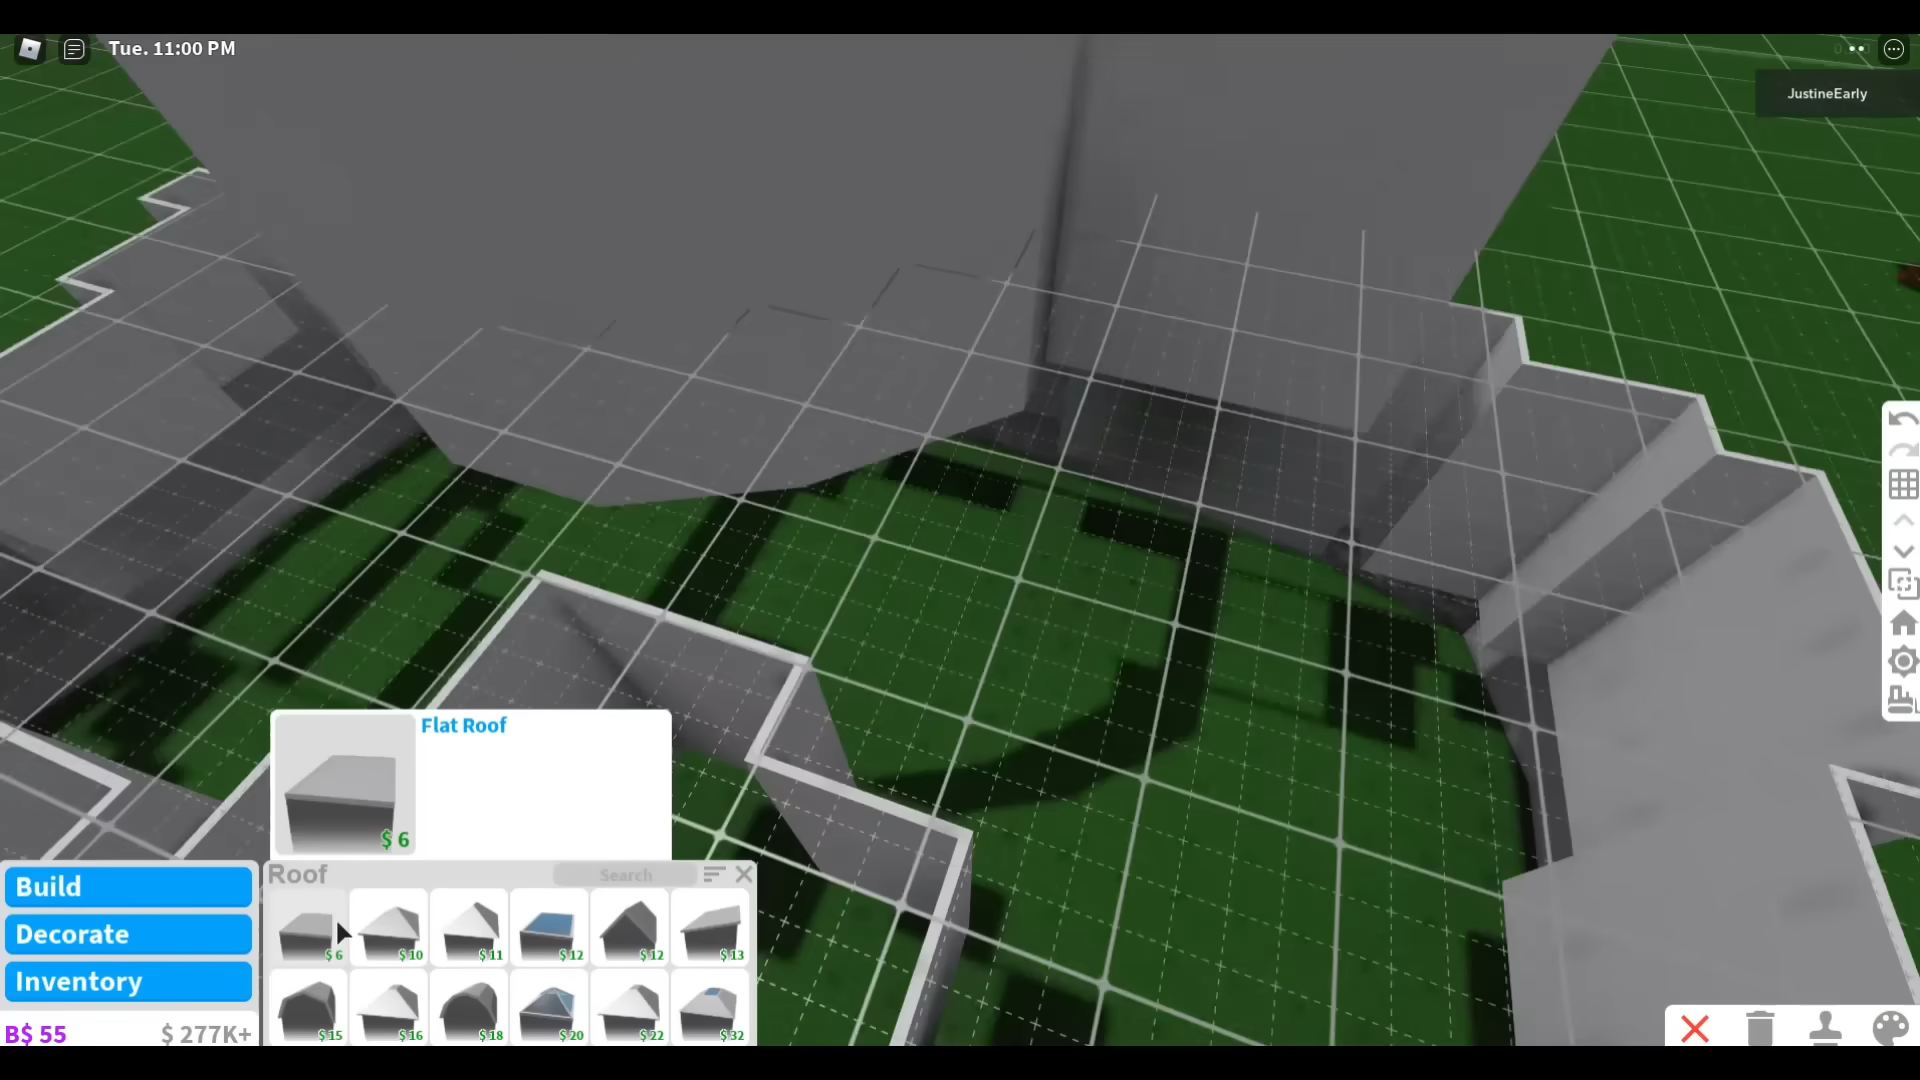 Tue. 11:00 PM
JustineEarly
Flat Roof
$ 6
Build
Decorate
Inventory
B$ 55
$ 277K+
Roof
Search
$ 6
$ 10
$ 11
$ 12
$ 12
$ 13
$ 15
$ 16
$ 18
$ 20
$ 22
$ 32